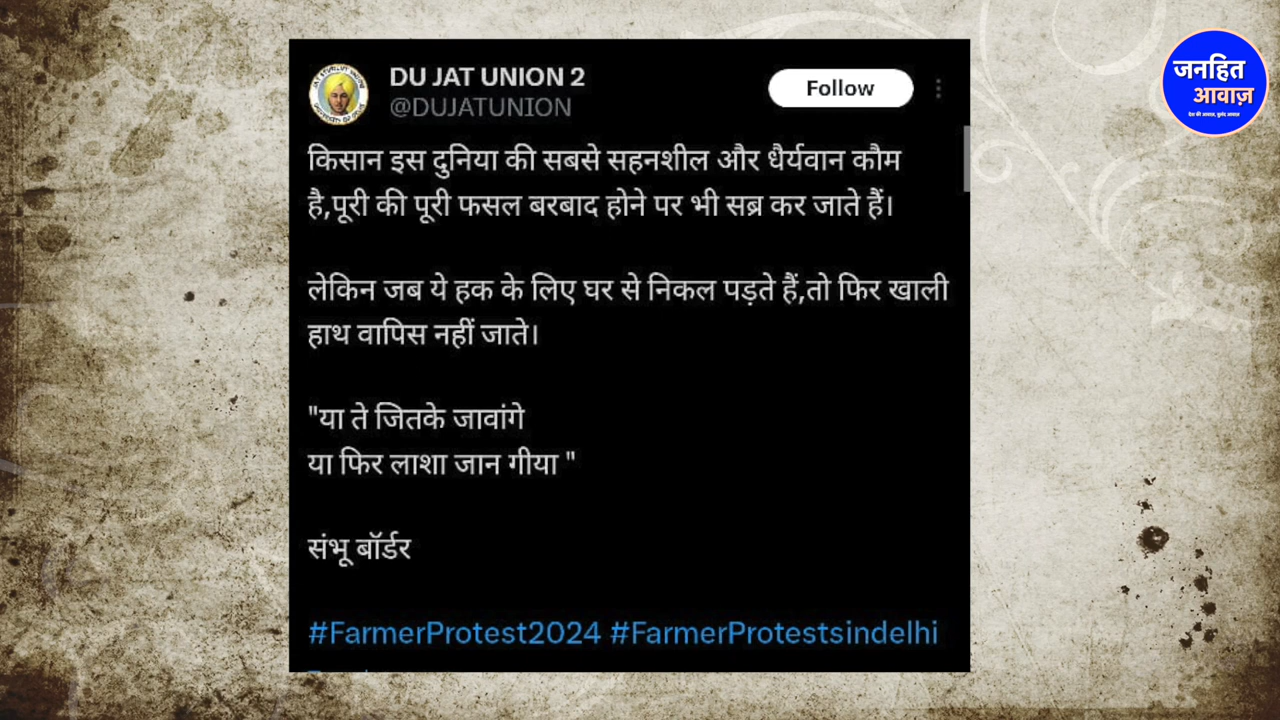 जनहित
आवाज़
DU JAT UNION 2
@DUJATUNION
Follow
किसान इस दुनिया की सबसे सहनशील और धैर्यवान कौम
है,पूरी की पूरी फसल बरबाद होने पर भी सब्र कर जाते हैं।
लेकिन जब ये हक के लिए घर से निकल पड़ते हैं,तो फिर खाली
हाथ वापिस नहीं जाते।
"या ते जितके जावांगे
या फिर लाशा जान गीया "
संभू बॉर्डर
#FarmerProtest2024 #FarmerProtestsindelhi